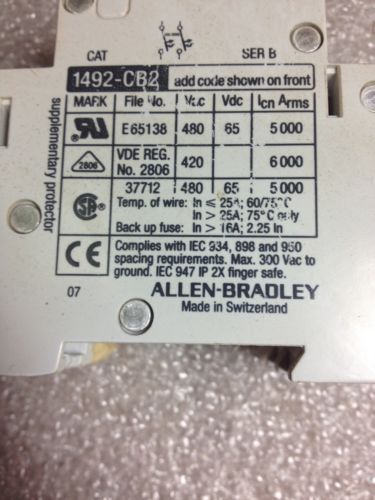 CAT SER B
1492-CB2 add code shown on front
MARK File No. Vac Vdc Icn Arms
E65138 480 65 5000
VDE REG. No. 2806 420 6000
2806
37712 480 65 5000
SA
Temp. of wire: In ≤ 25A; 60/75°C
In > 25A; 75°C only
Back up fuse: In > 16A; 2.25 In
supplementary protector
CE Complies with IEC 934, 898 and 950
spacing requirements. Max. 300 Vac to
ground. IEC 947 IP 2X finger safe.
07 ALLEN-BRADLEY
Made in Switzerland